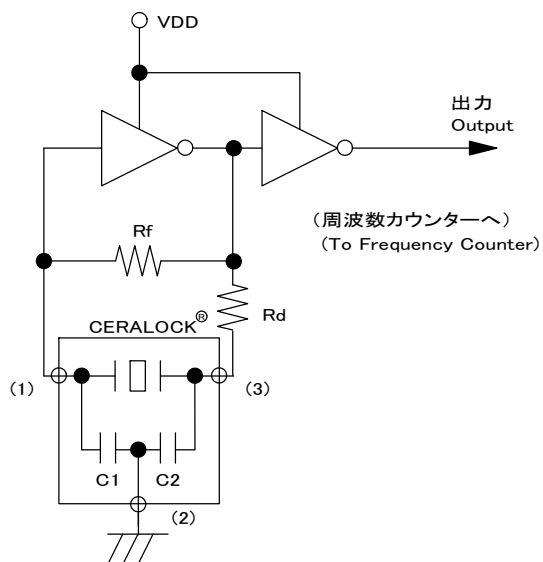 VDD
出力
Output
(周波数カウンターへ)
(To Frequency Counter)
Rf
Rd
CERALOCK®
(1)
(3)
C1
C2
(2)